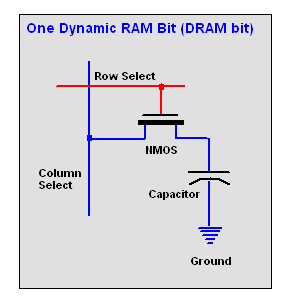 One Dynamic RAM Bit (DRAM bit)
Row Select
NMOS
Column
Select
Capacitor
Ground